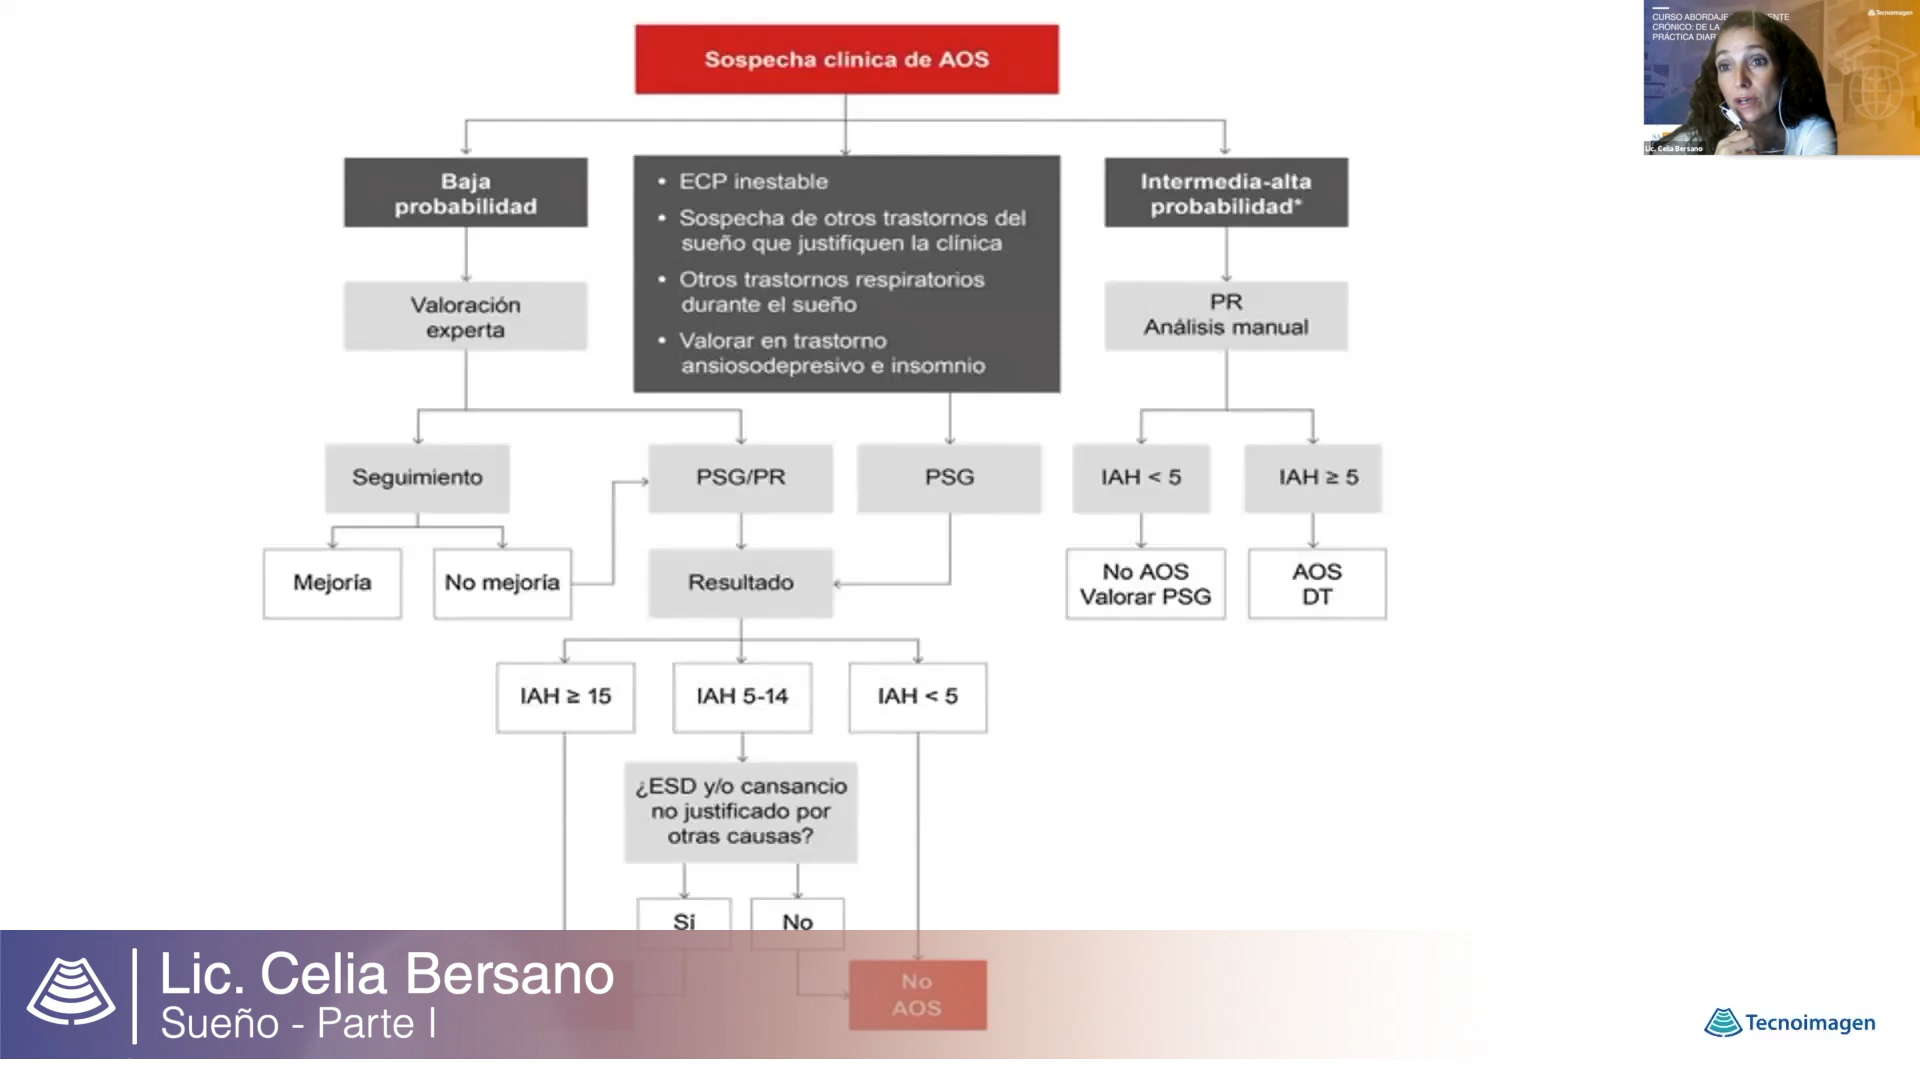 Sospecha clínica de AOS
Baja
probabilidad
• ECP inestable
• Sospecha de otros trastornos del
sueño que justifiquen la clínica
• Otros trastornos respiratorios
durante el sueño
• Valorar en trastorno
ansiosodepresivo e insomnio
Intermedia-alta
probabilidad*
Valoración
experta
PR
Análisis manual
Seguimiento
PSG/PR
PSG
IAH < 5
IAH ≥ 5
Mejoría
No mejoría
Resultado
No AOS
Valorar PSG
AOS
DT
IAH ≥ 15
IAH 5-14
IAH < 5
¿ESD y/o cansancio
no justificado por
otras causas?
Sí
No
No
AOS
Lic. Celia Bersano
Sueño - Parte I
Tecnoimagen
CURSO ABORDAJE
CRÓNICO: DE LA
Tecnoimagen
Lic. Celia Bersano